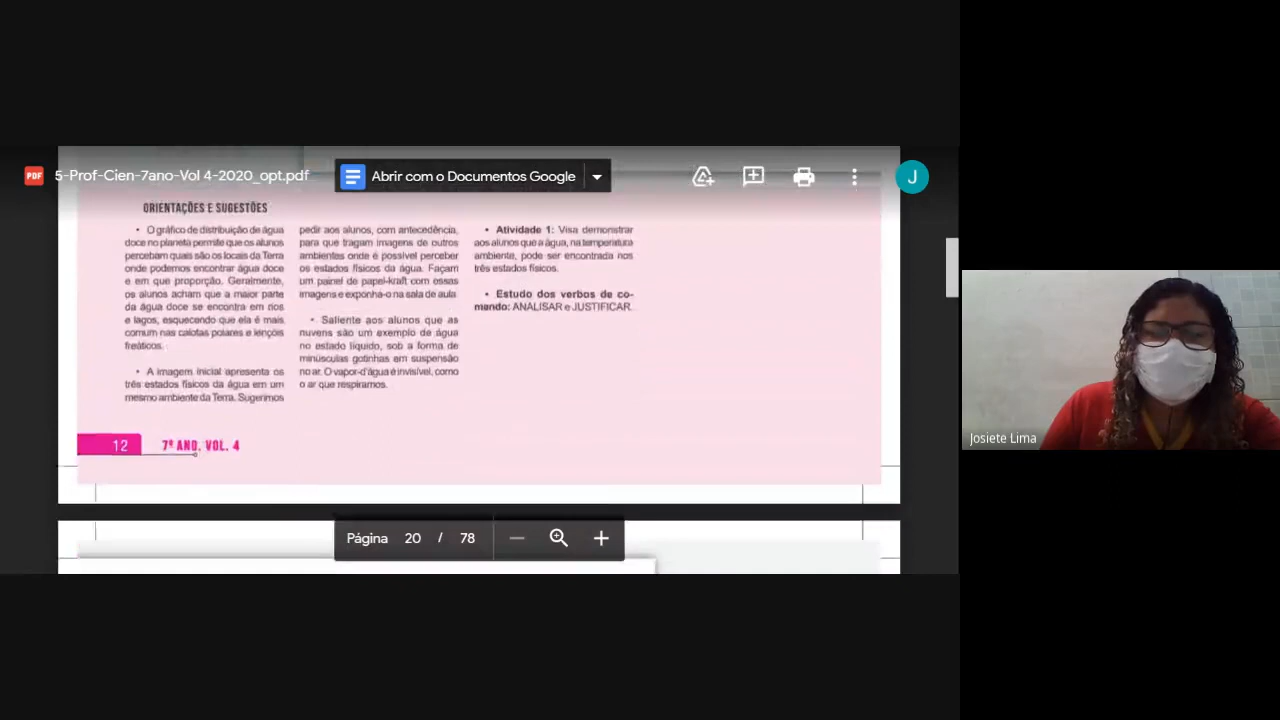 5-Prof-Cien-7ano-Vol 4-2020_opt.pdf
Abrir com o Documentos Google
J
ORIENTAÇÕES E SUGESTÕES
• O gráfico de distribuição de água
doce no planeta permite que os alunos
percebam quais são os locais da Terra
onde podemos encontrar água doce
e em que proporção. Geralmente,
os alunos acham que a maior parte
da água doce se encontra em rios
e lagos, esquecendo que ela é mais
comum nas calotas polares e lençóis
freáticos.
• A imagem inicial apresenta os
três estados físicos da água em um
mesmo ambiente da Terra. Sugerimos
pedir aos alunos, com antecedência,
para que tragam imagens de outros
ambientes onde é possível perceber
os estados físicos da água. Façam
um painel de papel-kraft com essas
imagens e exponha-o na sala de aula.
• Saliente aos alunos que as
nuvens são um exemplo de água
no estado líquido, sob a forma de
minúsculas gotinhas em suspensão
no ar. O vapor-d'água é invisível, como
o ar que respiramos.
• Atividade 1: Visa demonstrar
aos alunos que a água, na temperatura
ambiente, pode ser encontrada nos
três estados físicos.
• Estudo dos verbos de co-
mando: ANALISAR e JUSTIFICAR.
12 7º ANO. VOL. 4
Página 20 / 78
Josiete Lima
PDF